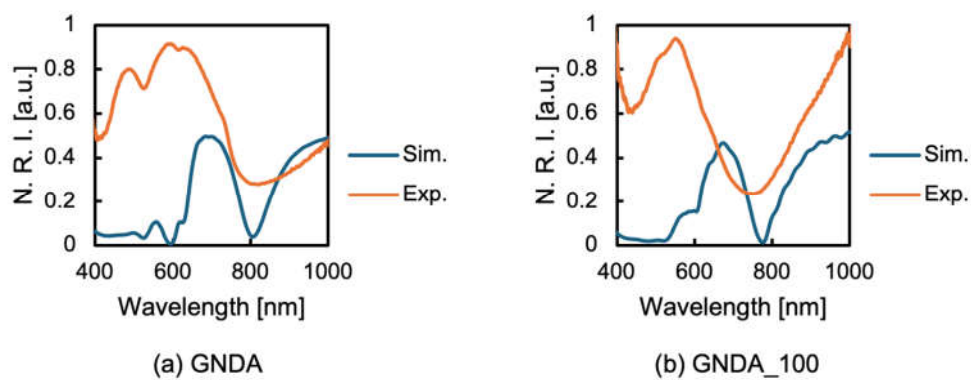 N. R. I. [a.u.]
1
0.8
0.6
0.4
0.2
0
400 600 800 1000
Wavelength [nm]
Sim.
Exp.
(a) GNDA
N. R. I. [a.u.]
1
0.8
0.6
0.4
0.2
0
400 600 800 1000
Wavelength [nm]
Sim.
Exp.
(b) GNDA_100